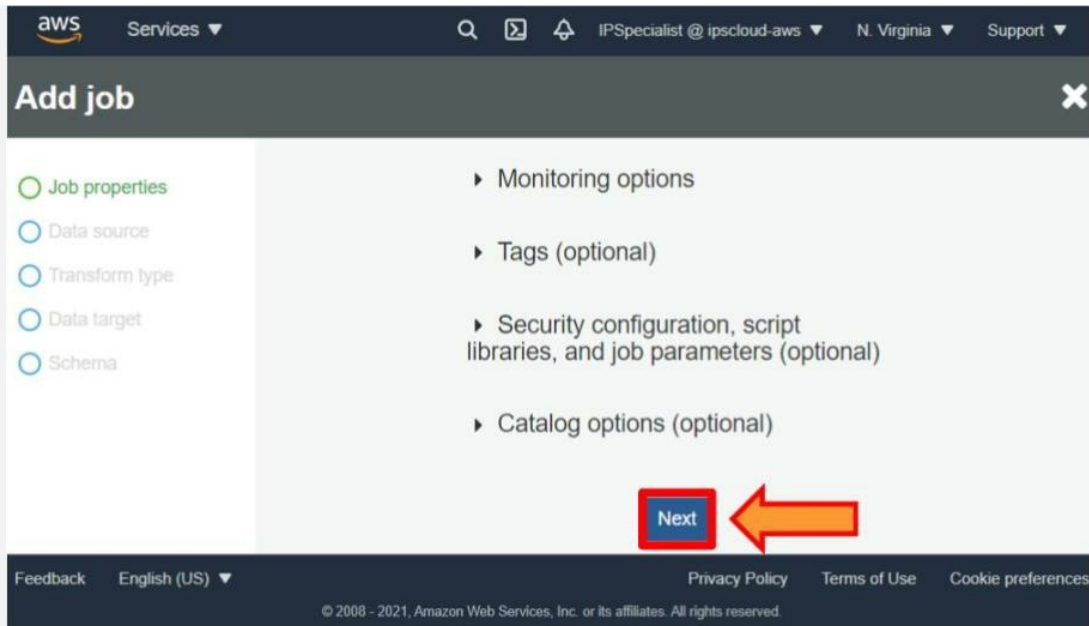 aws Services ▼ IPSpecialist @ ipscloud-aws ▼ N. Virginia ▼ Support ▼
Add job
Job properties
Data source
Transform type
Data target
Schema
Monitoring options
Tags (optional)
Security configuration, script
libraries, and job parameters (optional)
Catalog options (optional)
Next
Feedback English (US) ▼ Privacy Policy Terms of Use Cookie preferences
© 2008 - 2021, Amazon Web Services, Inc. or its affiliates. All rights reserved.